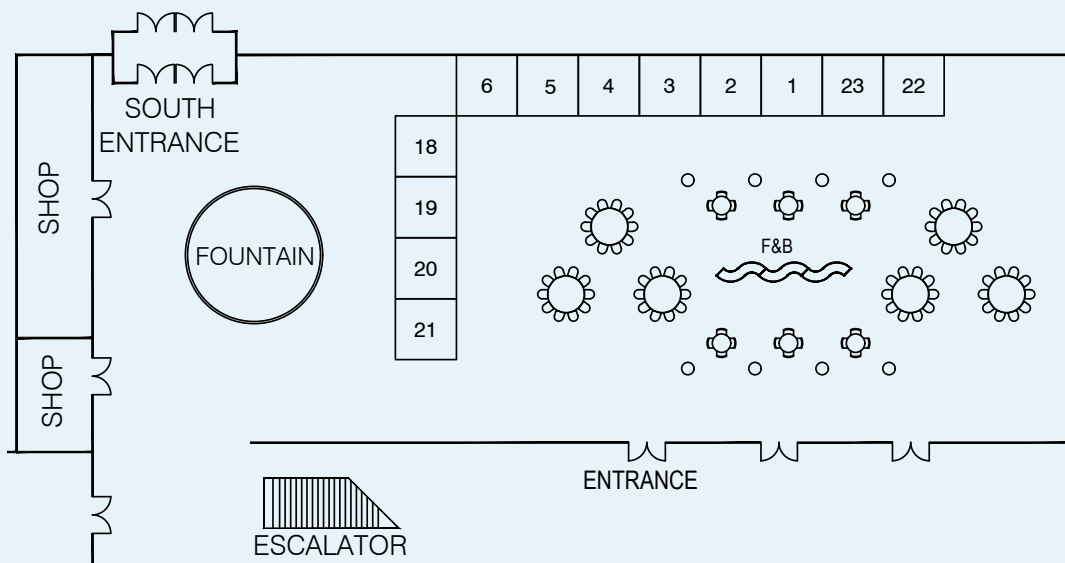 SOUTH
ENTRANCE
6 5 4 3 2 1 23 22
18
SHOP
19
F&B
FOUNTAIN
20
21
SHOP
ENTRANCE
ESCALATOR